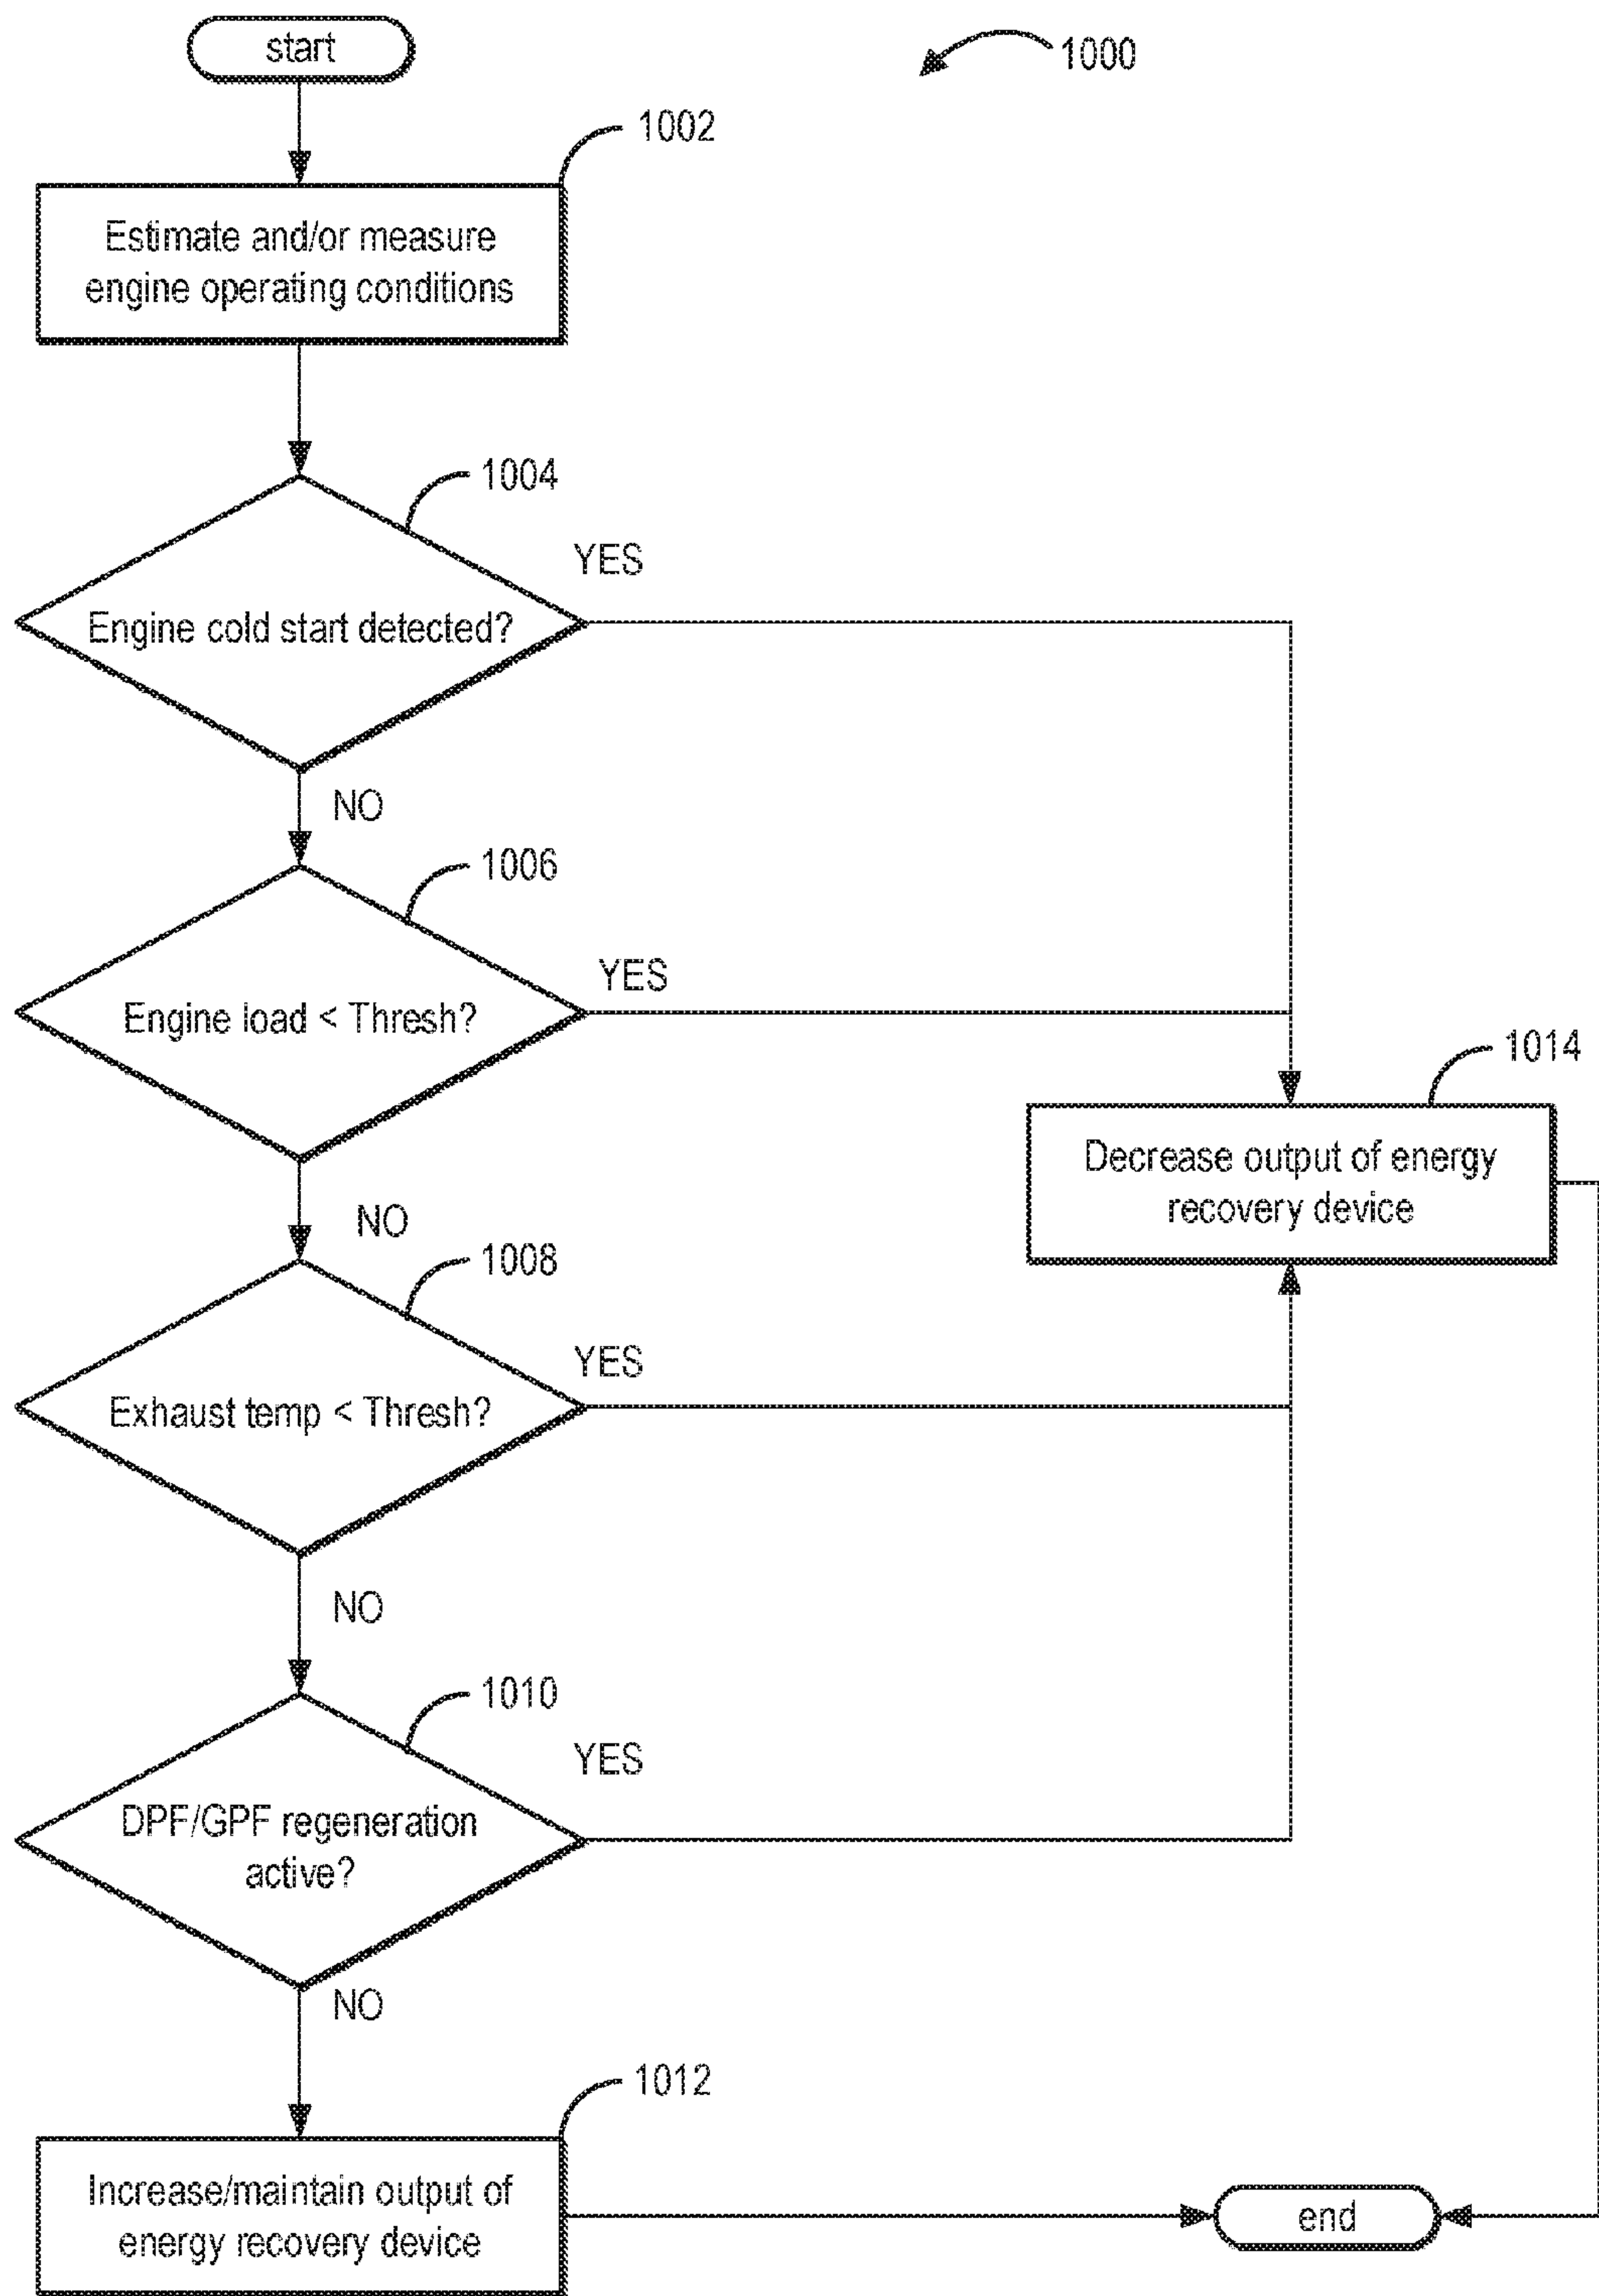 start
1000
1002
Estimate and/or measure
engine operating conditions
1004
YES
Engine cold start detected?
NO
1006
YES
Engine load < Thresh?
1014
Decrease output of energy
recovery device
NO
1008
YES
Exhaust temp < Thresh?
NO
1010
YES
DPF/GPF regeneration
active?
NO
1012
Increase/maintain output of
energy recovery device
end